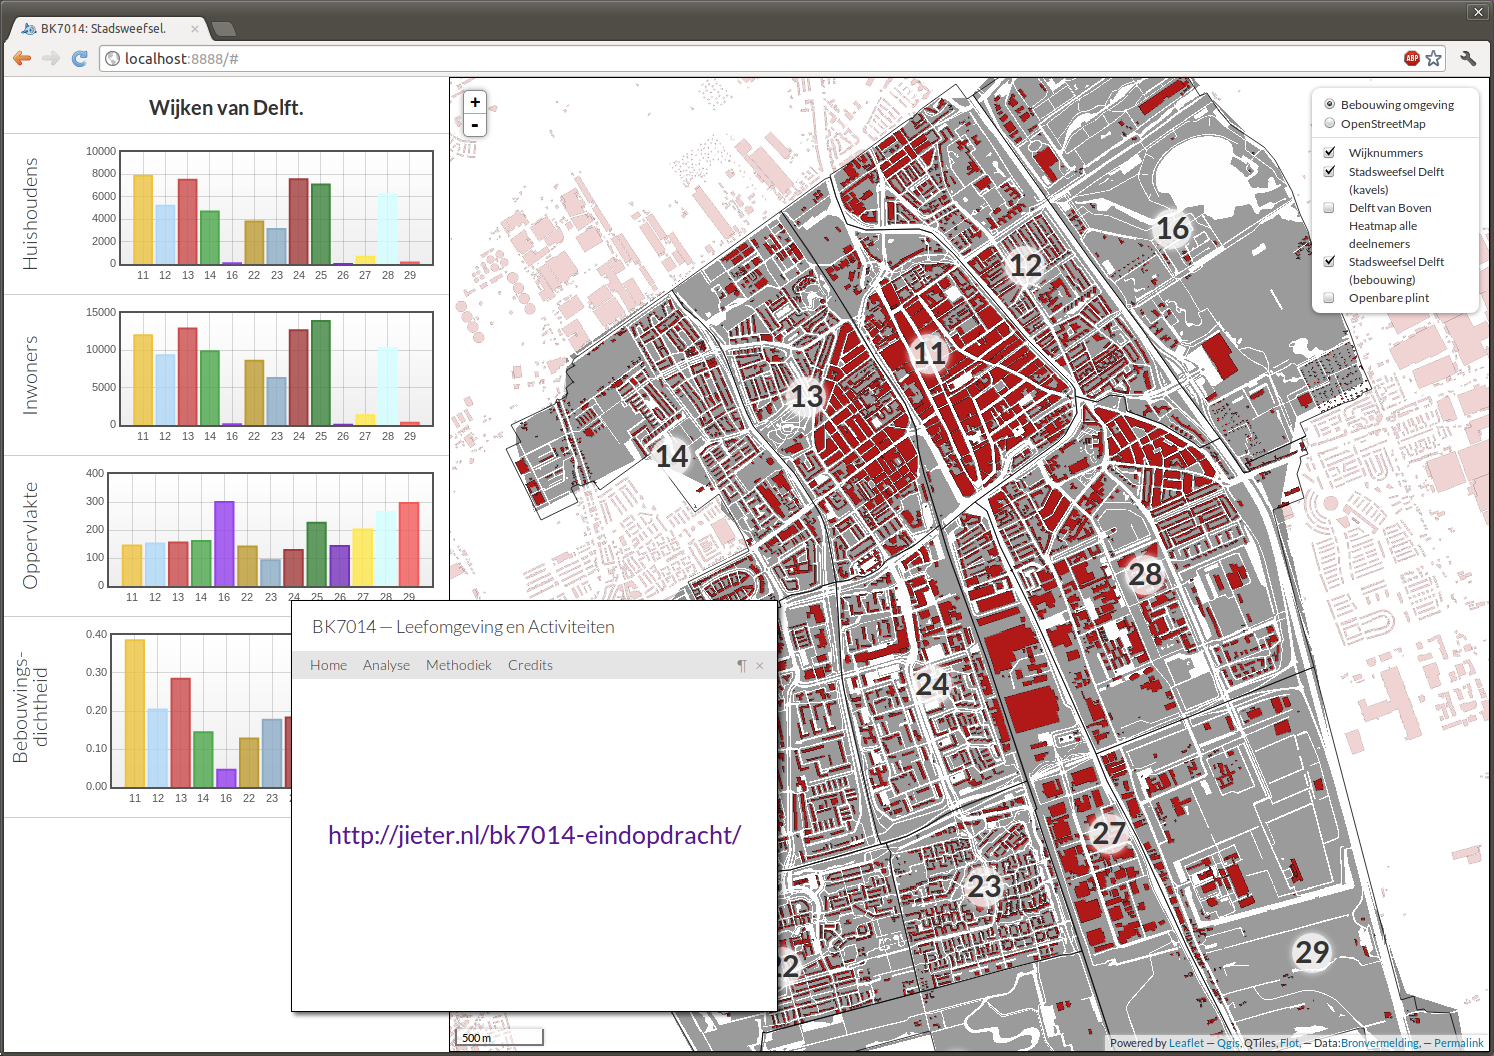 BK7014: Stadsweefsel.
localhost:8888/#
ABP
Wijken van Delft.
Huishoudens
10000
8000
6000
4000
2000
0
11 12 13 14 16 22 23 24 25 26 27 28 29
Inwoners
15000
10000
5000
0
11 12 13 14 16 22 23 24 25 26 27 28 29
Oppervlakte
400
300
200
100
0
11 12 13 14 16 22 23 24 25 26 27 28 29
Bebouwings-
dichtheid
0.40
0.30
0.20
0.10
0.00
11 12 13 14 16 22 23 2
BK7014 — Leefomgeving en Activiteiten
Home Analyse Methodiek Credits ¶ ×
http://jieter.nl/bk7014-eindopdracht/
+
-
Bebouwing omgeving
OpenStreetMap
Wijknummers
Stadsweefsel Delft
(kavels)
Delft van Boven
Heatmap alle
deelnemers
Stadsweefsel Delft
(bebouwing)
Openbare plint
16
12
11
13
14
28
24
27
23
22
29
500 m
Powered by Leaflet — Qgis, QTiles, Flot, — Data:Bronvermelding, — Permalink